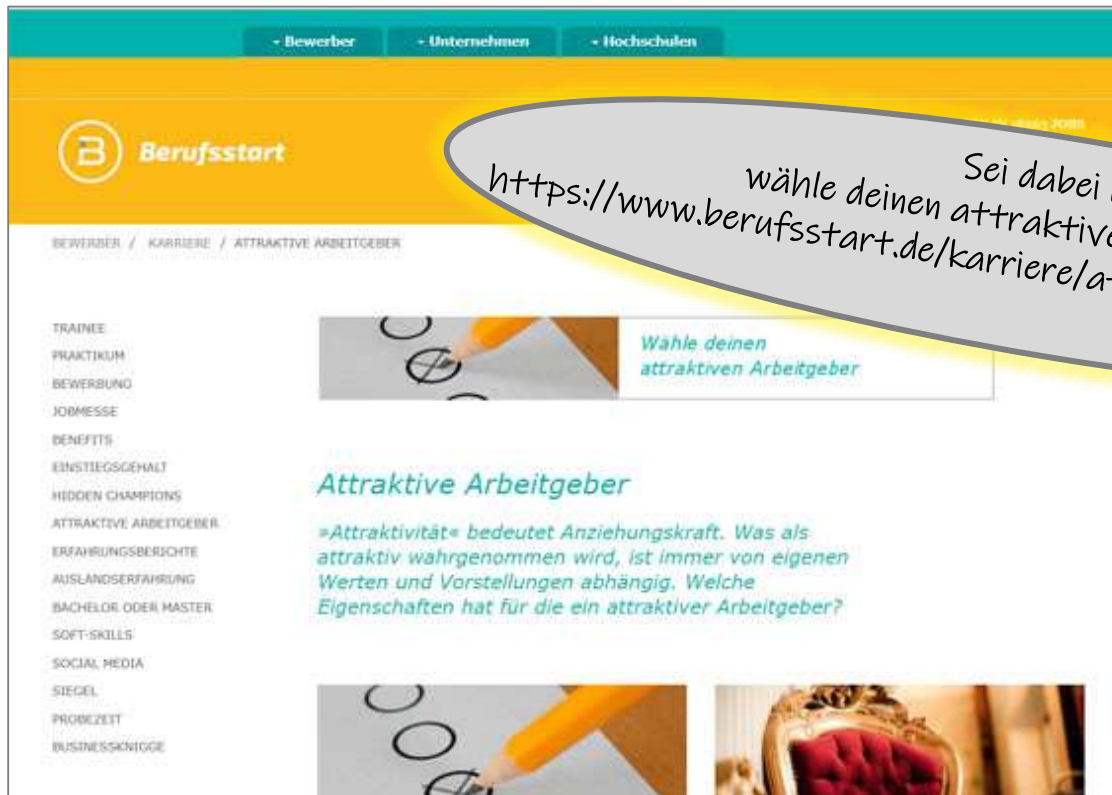 - Bewerber
- Unternehmen
- Hochschulen
B
Berufsstart
Sei dabei
wähle deinen attraktive
https://www.berufsstart.de/karriere/a
BEWERBER / KARRIERE / ATTRAKTIVE ARBEITGEBER
TRAINEE
PRAKTIKUM
BEWERBUNG
JOBMESSE
BENEFITS
EINSTIEGSGEHALT
HIDDEN CHAMPIONS
ATTRAKTIVE ARBEITGEBER
ERFAHRUNGSBERICHTE
AUSLANDSERFAHRUNG
BACHELOR ODER MASTER
SOFT-SKILLS
SOCIAL MEDIA
SIEGEL
PROBEZEIT
BUSINESSKNIGGE
Wähle deinen
attraktiven Arbeitgeber
Attraktive Arbeitgeber
»Attraktivität« bedeutet Anziehungskraft. Was als
attraktiv wahrgenommen wird, ist immer von eigenen
Werten und Vorstellungen abhängig. Welche
Eigenschaften hat für die ein attraktiver Arbeitgeber?